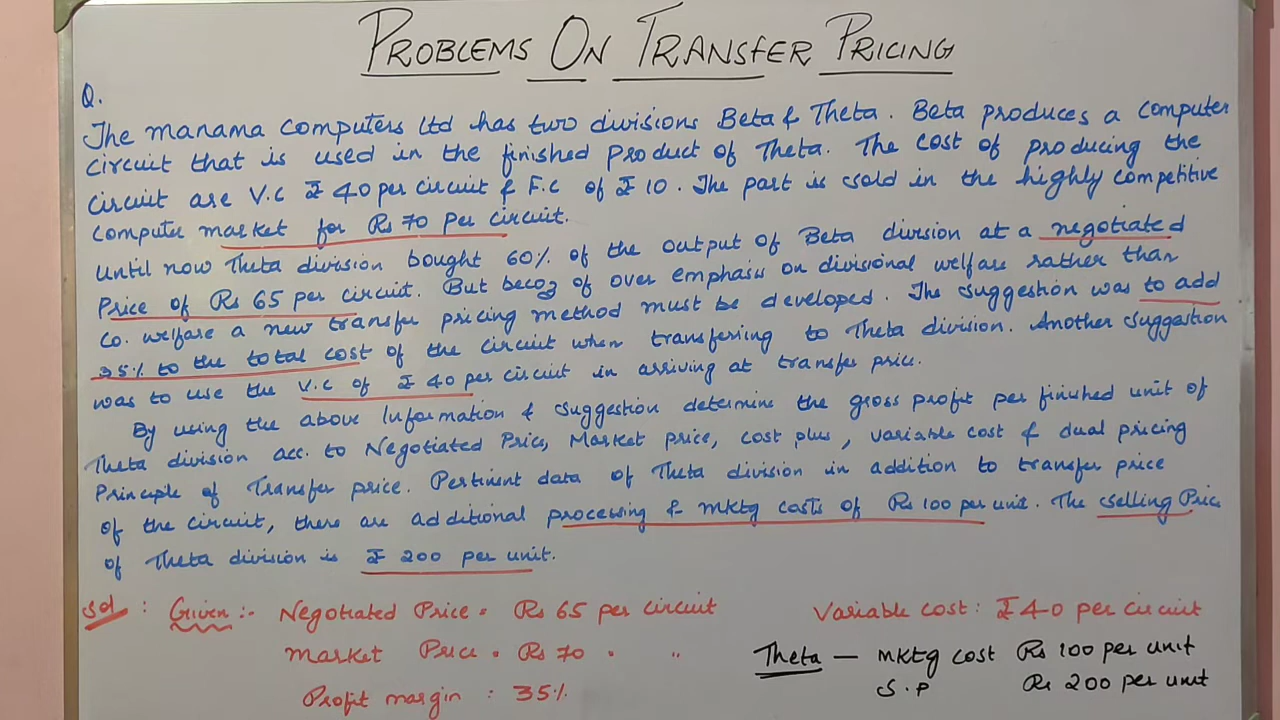 PROBLEMS ON TRANSFER PRICING
Q.
The manama computers ltd has two divisions Beta & Theta. Beta produces a computer
circuit that is used in the finished product of Theta. The cost of producing the
circuit are V.C ₹ 40 per circuit & F.C of ₹ 10. The part is sold in the highly competitive
computer market for Rs 70 per circuit.
Until now Theta division bought 60% of the output of Beta division at a negotiated
Price of Rs 65 per circuit. But becoz of over emphasis on divisional welfare rather than
Co. welfare a new transfer pricing method must be developed. The suggestion was to add
35% to the total cost of the circuit when transferring to Theta division. Another suggestion
was to use the V.C of ₹ 40 per circuit in arriving at transfer price.
By using the above Information & suggestion determine the gross profit per finished unit of
Theta division acc. to Negotiated Price, Market price, cost plus, variable cost & dual pricing
Principle of Transfer price. Pertinent data of Theta division in addition to transfer price
of the circuit, there are additional processing & mktg costs of Rs 100 per unit. The selling Price
of Theta division is ₹ 200 per unit.
Sol : Given :- Negotiated Price = Rs 65 per circuit Variable cost : ₹ 40 per circuit
Market Price = Rs 70 " "
Theta — mktg cost Rs 100 per unit
Profit margin : 35%
S.P Rs 200 per unit